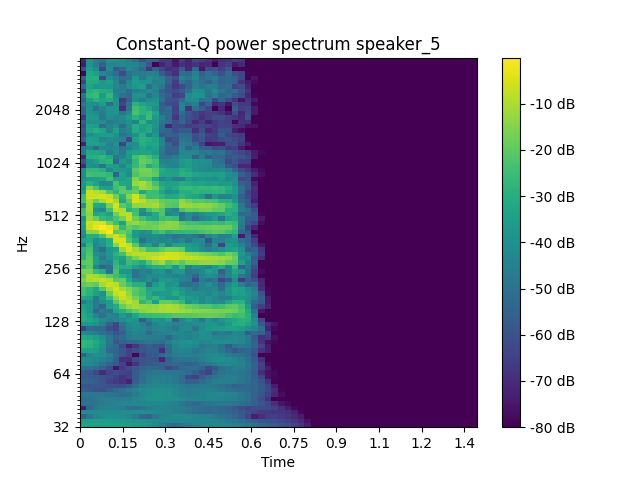 Constant-Q power spectrum speaker_5
Hz
2048
1024
512
256
128
64
32
0 0.15 0.3 0.45 0.6 0.75 0.9 1.1 1.2 1.4
Time
-10 dB
-20 dB
-30 dB
-40 dB
-50 dB
-60 dB
-70 dB
-80 dB